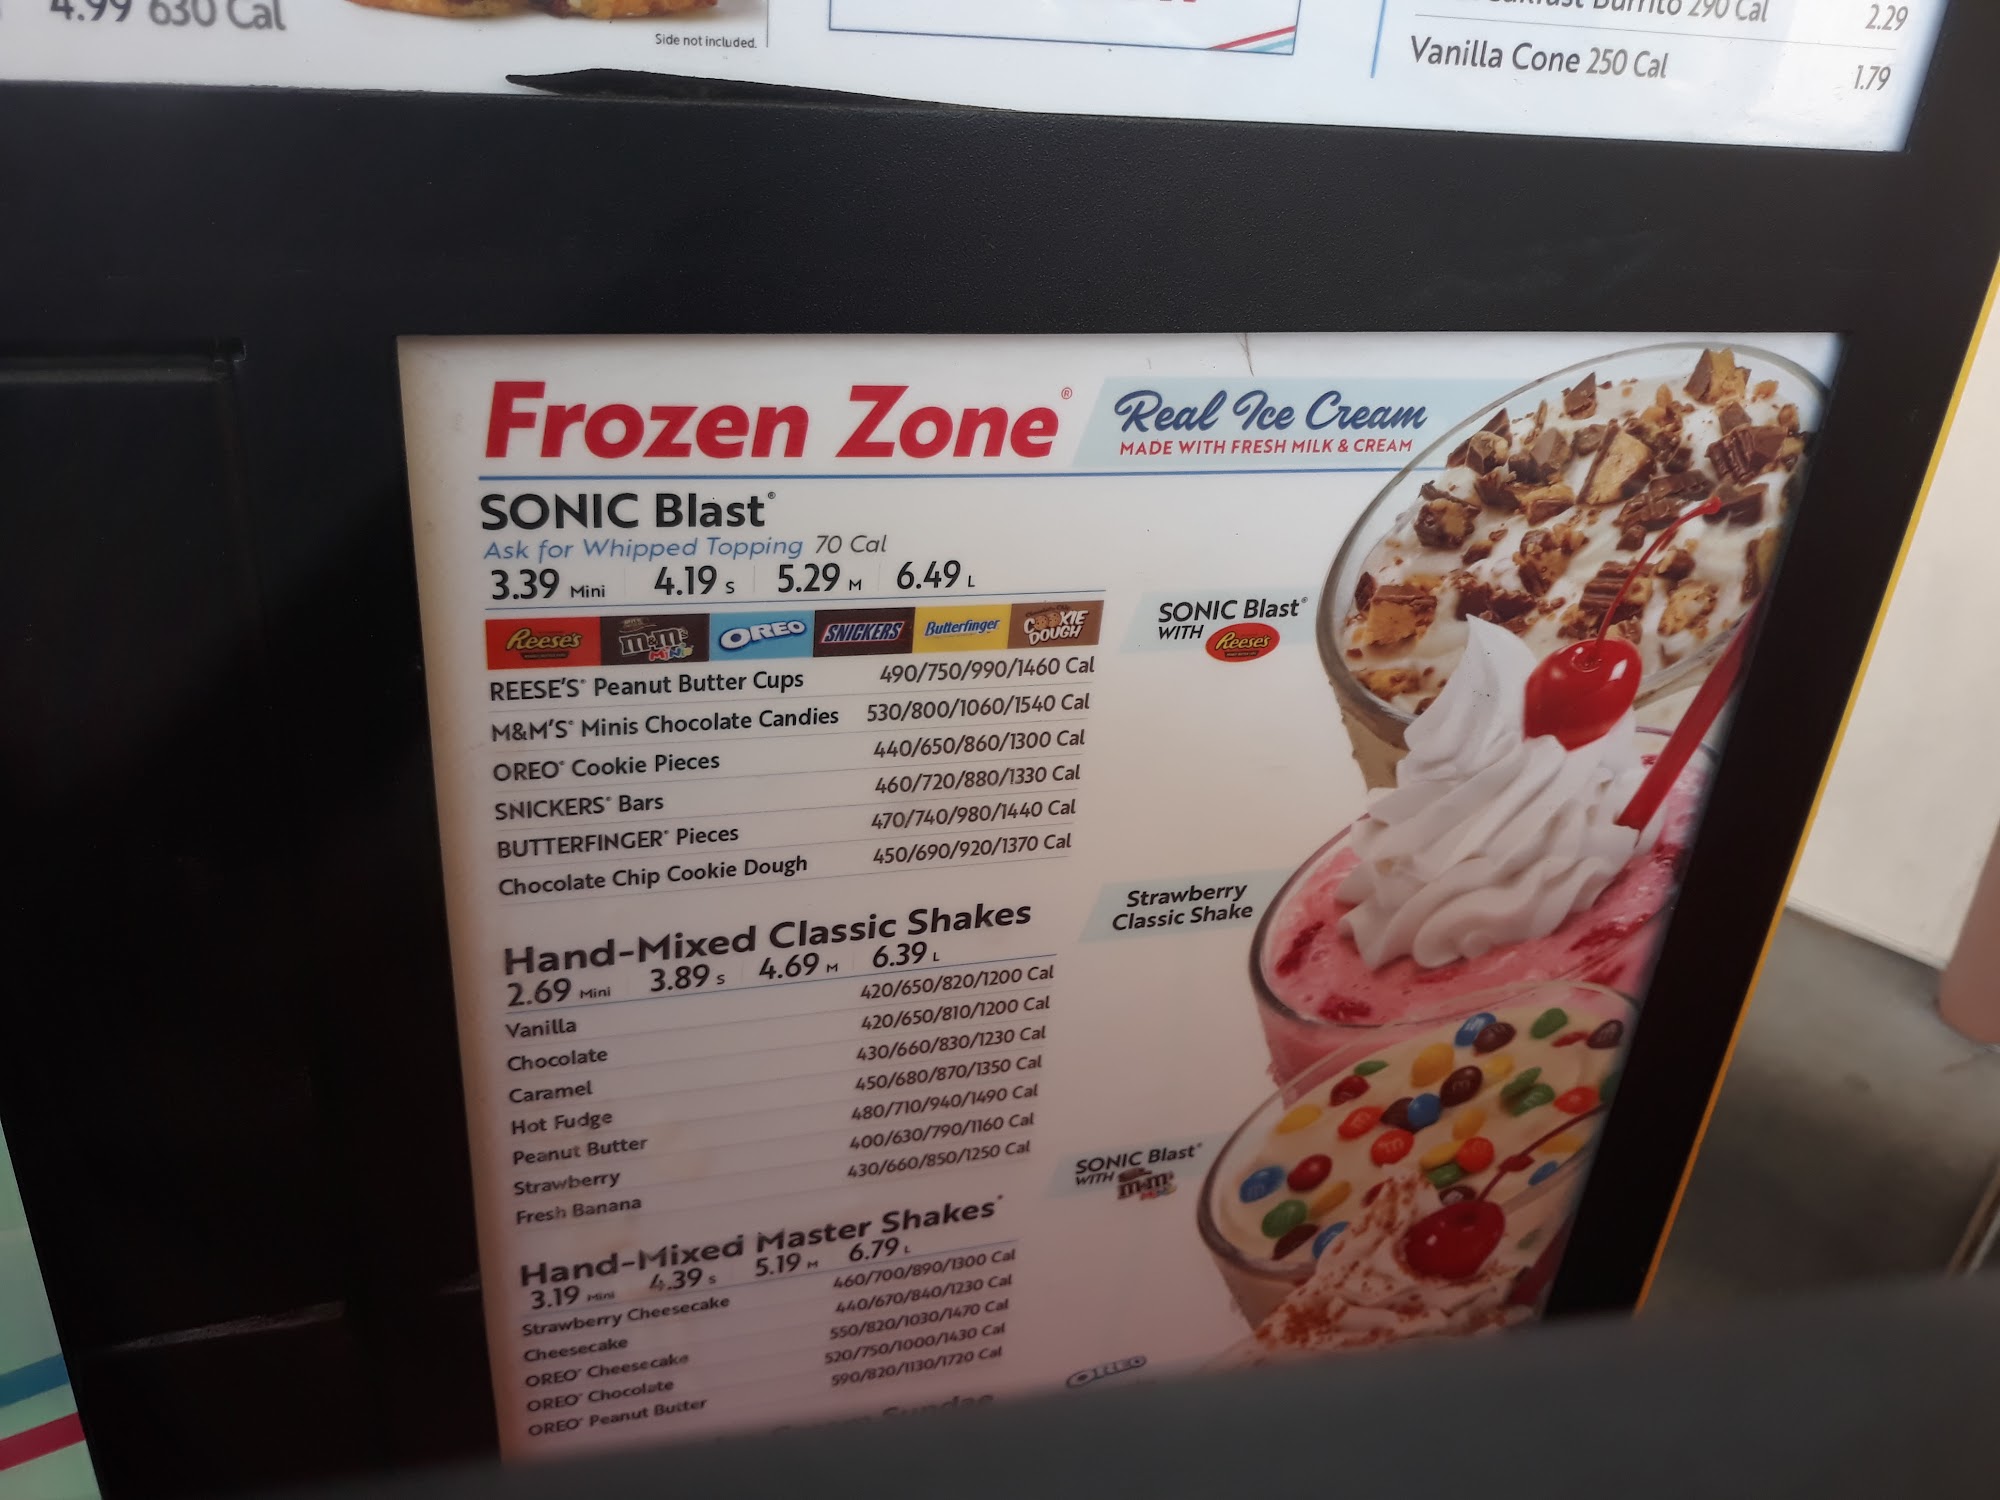 4.99 630 Cal
Side not included.
Burrito 290 Cal 2.29
Vanilla Cone 250 Cal 1.79
Frozen Zone®
Real Ice Cream
MADE WITH FRESH MILK & CREAM
SONIC Blast®
Ask for Whipped Topping 70 Cal
3.39 Mini 4.19 S 5.29 M 6.49 L
Reese's M&M's MINIS OREO SNICKERS Butterfinger COOKIE DOUGH
REESE'S® Peanut Butter Cups 490/750/990/1460 Cal
M&M'S® Minis Chocolate Candies 530/800/1060/1540 Cal
OREO® Cookie Pieces 440/650/860/1300 Cal
SNICKERS® Bars 460/720/880/1330 Cal
BUTTERFINGER® Pieces 470/740/980/1440 Cal
Chocolate Chip Cookie Dough 450/690/920/1370 Cal
SONIC Blast®
WITH Reese's
Hand-Mixed Classic Shakes
2.69 Mini 3.89 S 4.69 M 6.39 L
Vanilla 420/650/820/1200 Cal
Chocolate 420/650/810/1200 Cal
Caramel 430/660/830/1230 Cal
Hot Fudge 450/680/870/1350 Cal
Peanut Butter 480/710/940/1490 Cal
Strawberry 400/630/790/1160 Cal
Fresh Banana 430/660/850/1250 Cal
Strawberry
Classic Shake
Hand-Mixed Master Shakes®
3.19 Mini 4.39 S 5.19 M 6.79 L
Strawberry Cheesecake 460/700/890/1300 Cal
Cheesecake 440/670/840/1230 Cal
OREO® Cheesecake 550/820/1030/1470 Cal
OREO® Chocolate 520/750/1000/1430 Cal
OREO® Peanut Butter 590/820/1130/1720 Cal
SONIC Blast®
WITH m&m's
OREO